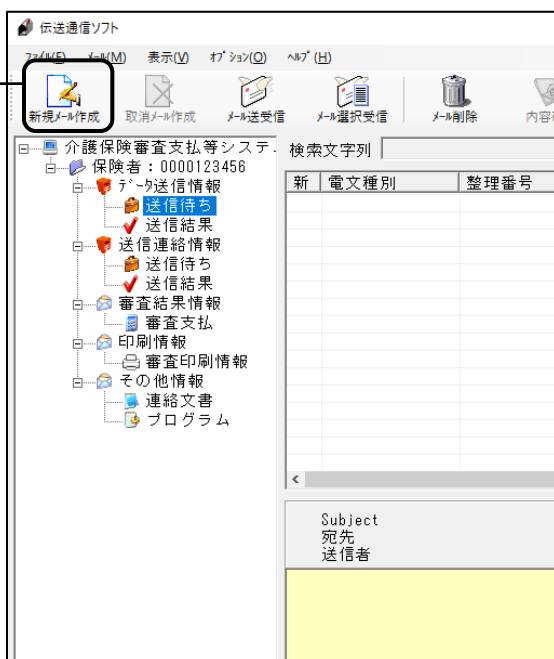 伝送通信ソフト
ﾌｧｲﾙ(F) ﾒｰﾙ(M) 表示(V) ｵﾌﾟｼｮﾝ(O) ﾍﾙﾌﾟ(H)
新規ﾒｰﾙ作成 取消ﾒｰﾙ作成 ﾒｰﾙ送受信 ﾒｰﾙ選択受信 ﾒｰﾙ削除 内容
介護保険審査支払等システ
保険者：0000123456
ﾃﾞｰﾀ送信情報
送信待ち
送信結果
送信連絡情報
送信待ち
送信結果
審査結果情報
審査支払
印刷情報
審査印刷情報
その他情報
連絡文書
プログラム
検索文字列
新 電文種別 整理番号
Subject
宛先
送信者